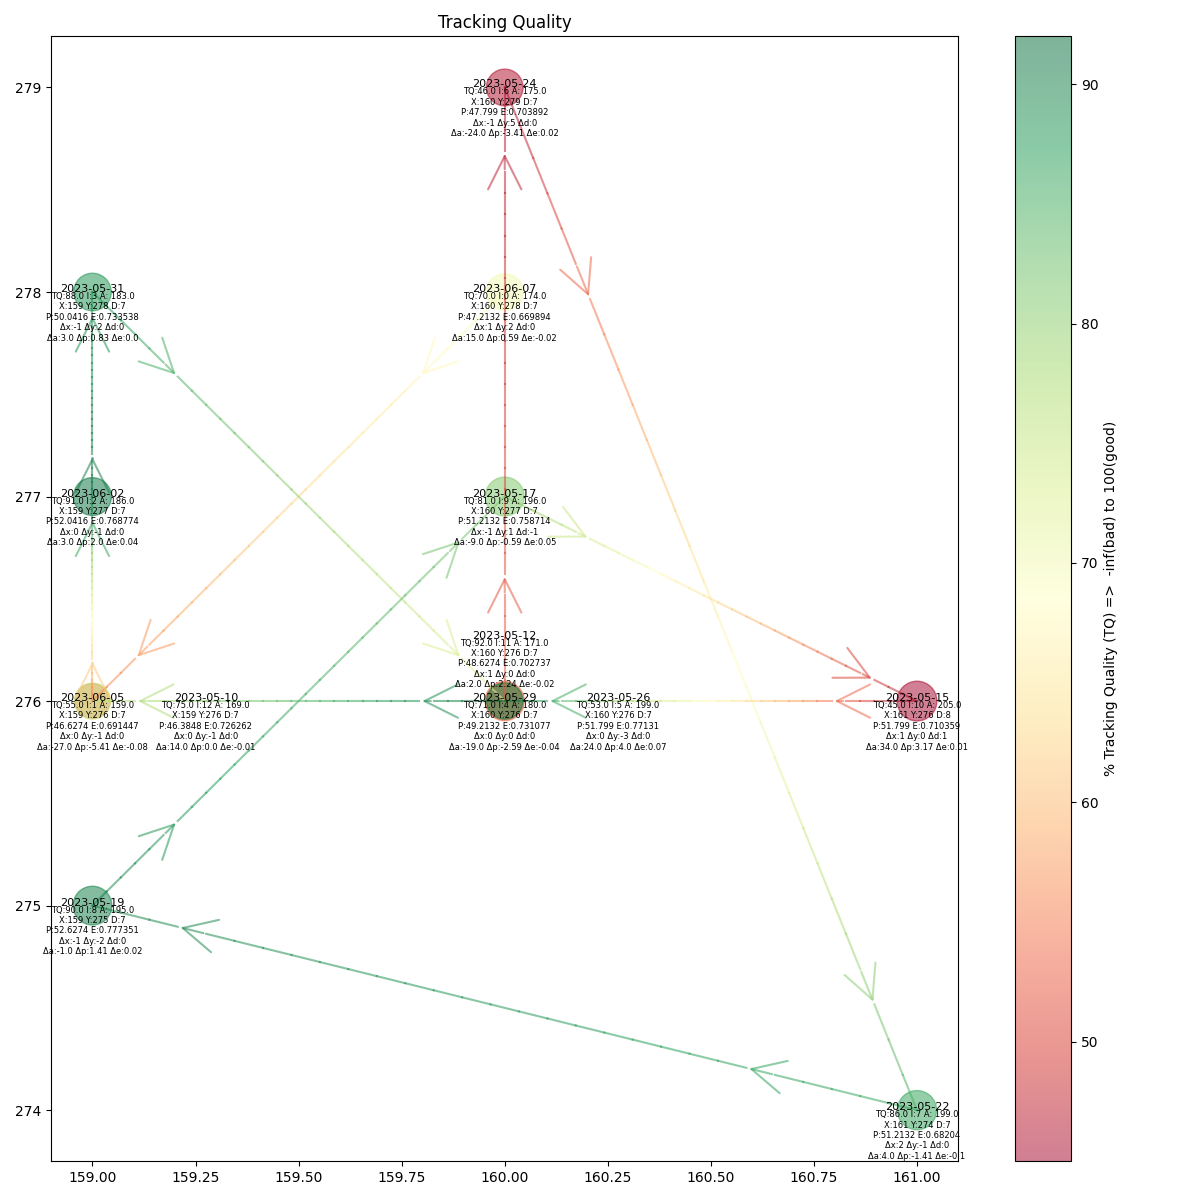 Tracking Quality
279
278
277
276
275
274
159.00
159.25
159.50
159.75
160.00
160.25
160.50
160.75
161.00
2023-05-24
TQ:46.0 I:6 A: 175.0
X:160 Y:279 D:7
P:47.799 E:0.703892
Δx:-1 Δy:5 Δd:0
Δa:-24.0 Δp:-3.41 Δe:0.02
2023-05-31
TQ:88.0 I:3 A: 183.0
X:159 Y:278 D:7
P:50.0416 E:0.733538
Δx:-1 Δy:2 Δd:0
Δa:3.0 Δp:0.83 Δe:0.0
2023-06-07
TQ:70.0 I:0 A: 174.0
X:160 Y:278 D:7
P:47.2132 E:0.669894
Δx:1 Δy:2 Δd:0
Δa:15.0 Δp:0.59 Δe:-0.02
2023-06-02
TQ:91.0 I:2 A: 186.0
X:159 Y:277 D:7
P:52.0416 E:0.768774
Δx:0 Δy:-1 Δd:0
Δa:3.0 Δp:2.0 Δe:0.04
2023-05-17
TQ:81.0 I:9 A: 196.0
X:160 Y:277 D:7
P:51.2132 E:0.758714
Δx:-1 Δy:1 Δd:-1
Δa:-9.0 Δp:-0.59 Δe:0.05
2023-05-12
TQ:92.0 I:11 A: 171.0
X:160 Y:276 D:7
P:48.6274 E:0.702737
Δx:1 Δy:0 Δd:0
Δa:2.0 Δp:2.24 Δe:-0.02
2023-06-05
TQ:55.0 I:1 A: 159.0
X:159 Y:276 D:7
P:46.6274 E:0.691447
Δx:0 Δy:-1 Δd:0
Δa:-27.0 Δp:-5.41 Δe:-0.08
2023-05-10
TQ:75.0 I:12 A: 169.0
X:159 Y:276 D:7
P:46.3848 E:0.726262
Δx:0 Δy:-1 Δd:0
Δa:14.0 Δp:0.0 Δe:-0.01
2023-05-29
TQ:77.0 I:4 A: 180.0
X:160 Y:276 D:7
P:49.2132 E:0.731077
Δx:0 Δy:0 Δd:0
Δa:-19.0 Δp:-2.59 Δe:-0.04
2023-05-26
TQ:53.0 I:5 A: 199.0
X:160 Y:276 D:7
P:51.799 E:0.77131
Δx:0 Δy:-3 Δd:0
Δa:24.0 Δp:4.0 Δe:0.07
2023-05-15
TQ:45.0 I:10 A: 205.0
X:161 Y:276 D:8
P:51.799 E:0.710359
Δx:1 Δy:0 Δd:1
Δa:34.0 Δp:3.17 Δe:0.01
2023-05-19
TQ:90.0 I:8 A: 195.0
X:159 Y:275 D:7
P:52.6274 E:0.777351
Δx:-1 Δy:-2 Δd:0
Δa:-1.0 Δp:1.41 Δe:0.02
2023-05-22
TQ:86.0 I:7 A: 199.0
X:161 Y:274 D:7
P:51.2132 E:0.68204
Δx:2 Δy:-1 Δd:0
Δa:4.0 Δp:-1.41 Δe:-0.1
90
80
70
60
50
% Tracking Quality (TQ) => -inf(bad) to 100(good)